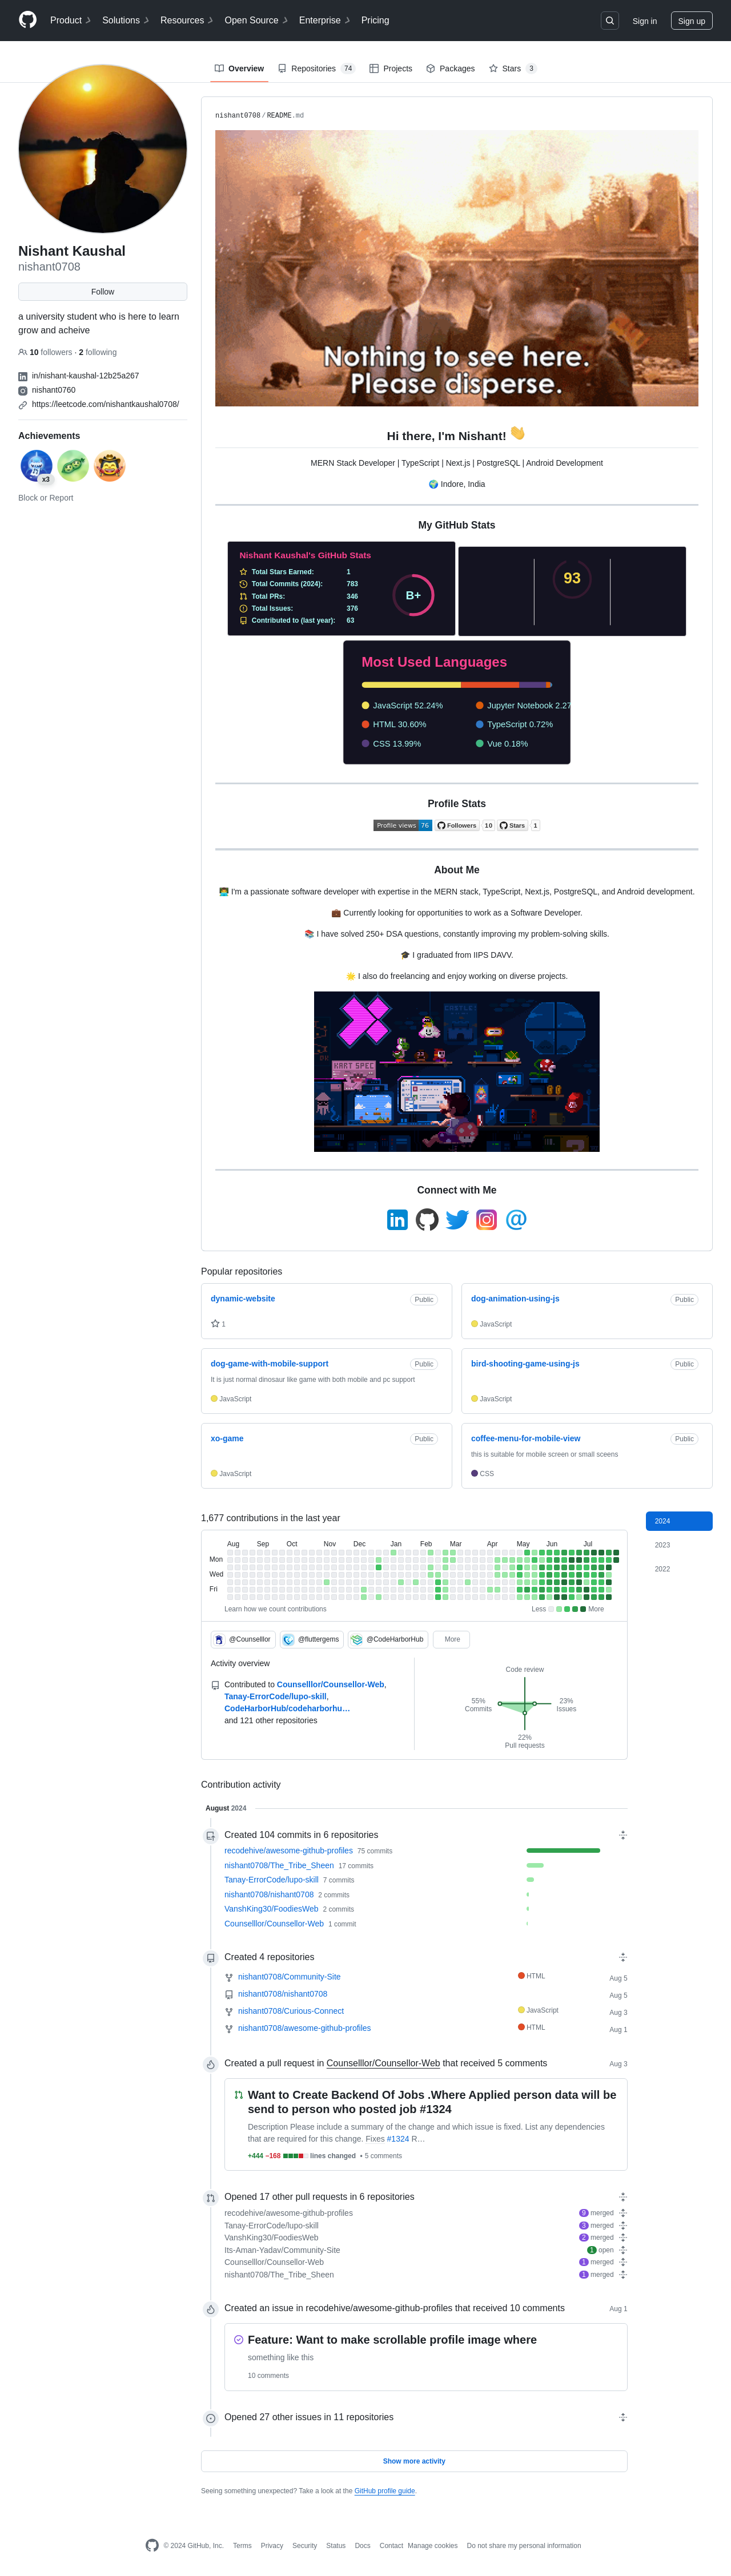 Product
Solutions
Resources
Open Source
Enterprise
Pricing
Sign in
Sign up
Overview
Repositories 74
Projects
Packages
Stars 3
Nishant Kaushal
nishant0708
Follow
a university student who is here to learn
grow and acheive
10 followers · 2 following
in/nishant-kaushal-12b25a267
nishant0760
https://leetcode.com/nishantkaushal0708/
Achievements
x3
Block or Report
nishant0708/README.md
Nothing to see here.
Please disperse.
Hi there, I'm Nishant! 👋
MERN Stack Developer | TypeScript | Next.js | PostgreSQL | Android Development
🌍 Indore, India
My GitHub Stats
Nishant Kaushal's GitHub Stats
Total Stars Earned: 1
Total Commits (2024): 783
Total PRs: 346
Total Issues: 376
Contributed to (last year): 63
B+
93
Most Used Languages
JavaScript 52.24%
Jupyter Notebook 2.27
HTML 30.60%
TypeScript 0.72%
CSS 13.99%
Vue 0.18%
Profile Stats
Profile views 76
Followers 10
Stars 1
About Me
👨‍💻 I'm a passionate software developer with expertise in the MERN stack, TypeScript, Next.js, PostgreSQL, and Android development.
💼 Currently looking for opportunities to work as a Software Developer.
📚 I have solved 250+ DSA questions, constantly improving my problem-solving skills.
🎓 I graduated from IIPS DAVV.
🌟 I also do freelancing and enjoy working on diverse projects.
KART SPEC
Connect with Me
Popular repositories
dynamic-website
Public
1
dog-animation-using-js
Public
JavaScript
dog-game-with-mobile-support
Public
It is just normal dinosaur like game with both mobile and pc support
JavaScript
bird-shooting-game-using-js
Public
JavaScript
xo-game
Public
JavaScript
coffee-menu-for-mobile-view
Public
this is suitable for mobile screen or small sceens
CSS
1,677 contributions in the last year
2024
2023
2022
Aug Sep Oct Nov Dec Jan Feb Mar Apr May Jun Jul
Mon
Wed
Fri
Learn how we count contributions
Less
More
@Counselllor
@fluttergems
@CodeHarborHub
More
Activity overview
Contributed to Counselllor/Counsellor-Web,
Tanay-ErrorCode/lupo-skill,
CodeHarborHub/codeharborhu…
and 121 other repositories
Code review
55%
Commits
23%
Issues
22%
Pull requests
Contribution activity
August 2024
Created 104 commits in 6 repositories
recodehive/awesome-github-profiles 75 commits
nishant0708/The_Tribe_Sheen 17 commits
Tanay-ErrorCode/lupo-skill 7 commits
nishant0708/nishant0708 2 commits
VanshKing30/FoodiesWeb 2 commits
Counselllor/Counsellor-Web 1 commit
Created 4 repositories
nishant0708/Community-Site HTML Aug 5
nishant0708/nishant0708 Aug 5
nishant0708/Curious-Connect JavaScript Aug 3
nishant0708/awesome-github-profiles HTML Aug 1
Created a pull request in Counselllor/Counsellor-Web that received 5 comments Aug 3
Want to Create Backend Of Jobs .Where Applied person data will be
send to person who posted job #1324
Description Please include a summary of the change and which issue is fixed. List any dependencies
that are required for this change. Fixes #1324 R…
+444 −168 lines changed • 5 comments
Opened 17 other pull requests in 6 repositories
recodehive/awesome-github-profiles 9 merged
Tanay-ErrorCode/lupo-skill 3 merged
VanshKing30/FoodiesWeb 2 merged
Its-Aman-Yadav/Community-Site 1 open
Counselllor/Counsellor-Web 1 merged
nishant0708/The_Tribe_Sheen 1 merged
Created an issue in recodehive/awesome-github-profiles that received 10 comments Aug 1
Feature: Want to make scrollable profile image where
something like this
10 comments
Opened 27 other issues in 11 repositories
Show more activity
Seeing something unexpected? Take a look at the GitHub profile guide.
© 2024 GitHub, Inc.
Terms
Privacy
Security
Status
Docs
Contact
Manage cookies
Do not share my personal information